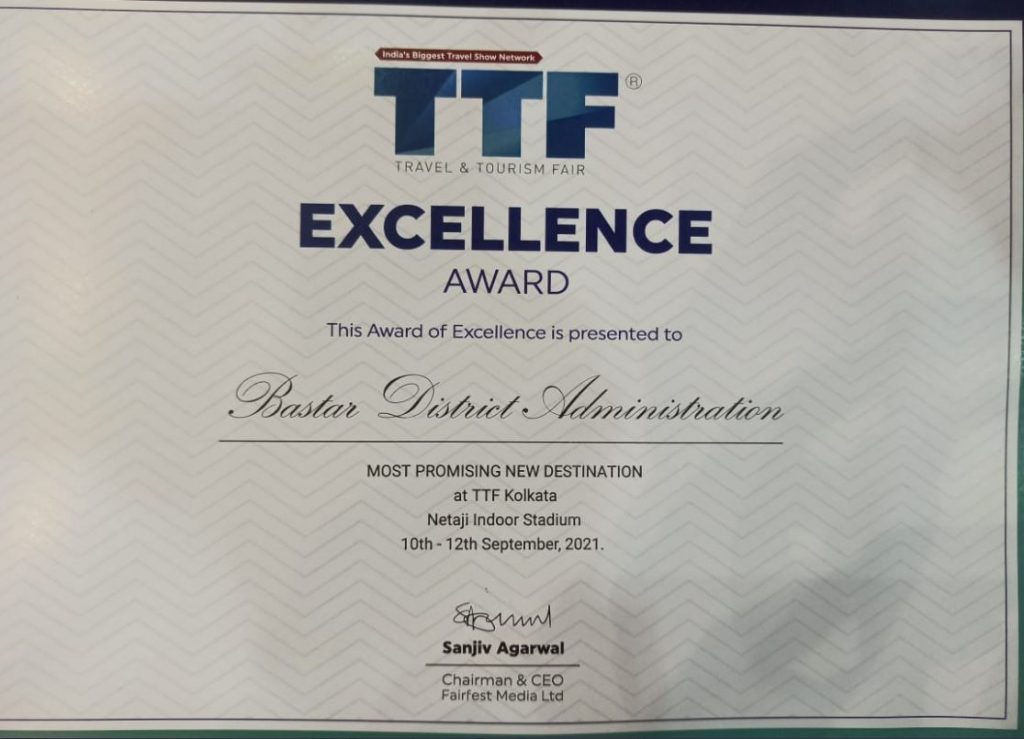 India's Biggest Travel Show Network
TTF®
TRAVEL & TOURISM FAIR
EXCELLENCE
AWARD
This Award of Excellence is presented to
Bastar District Administration
MOST PROMISING NEW DESTINATION
at TTF Kolkata
Netaji Indoor Stadium
10th - 12th September, 2021.
Sanjiv Agarwal
Chairman & CEO
Fairfest Media Ltd